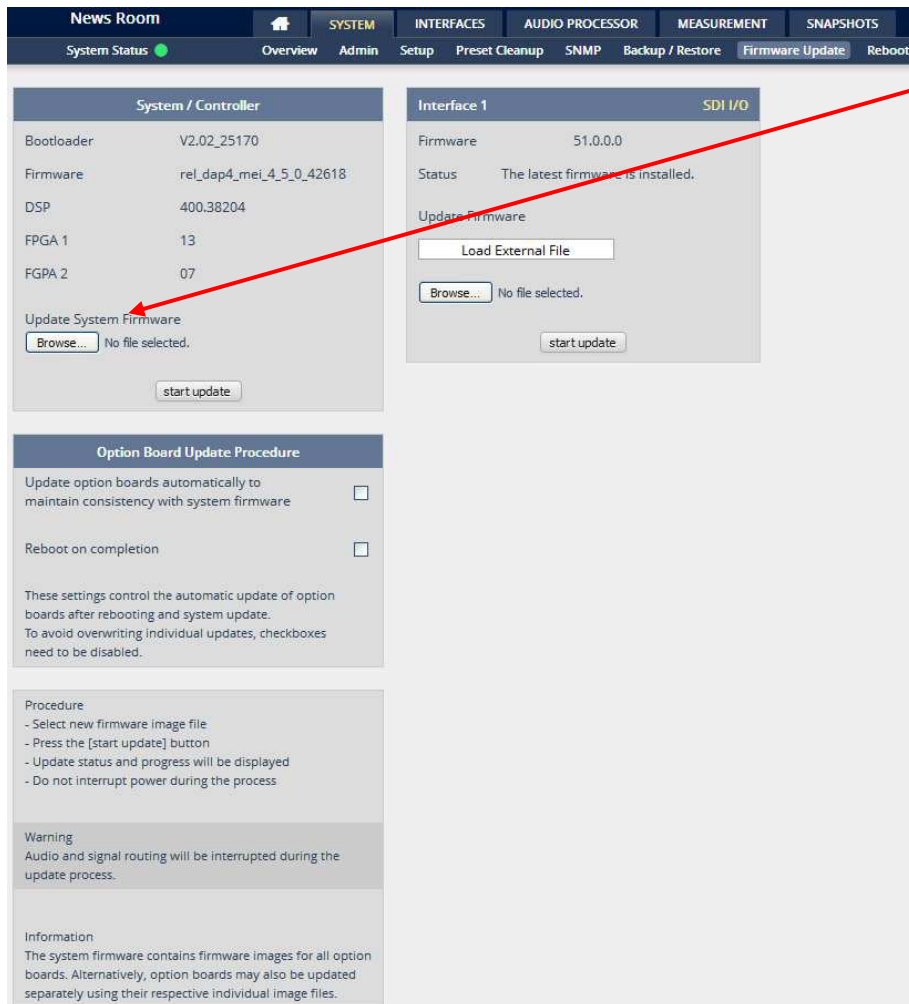 News Room
SYSTEM INTERFACES AUDIO PROCESSOR MEASUREMENT SNAPSHOTS
System Status
Overview Admin Setup Preset Cleanup SNMP Backup / Restore Firmware Update Reboot
System / Controller
Bootloader V2.02_25170
Firmware rel_dap4_mei_4_5_0_42618
DSP 400.38204
FPGA 1 13
FGPA 2 07
Update System Firmware
Browse... No file selected.
start update
Interface 1 SDI I/O
Firmware 51.0.0.0
Status The latest firmware is installed.
Update Firmware
Load External File
Browse... No file selected.
start update
Option Board Update Procedure
Update option boards automatically to
maintain consistency with system firmware
Reboot on completion
These settings control the automatic update of option
boards after rebooting and system update.
To avoid overwriting individual updates, checkboxes
need to be disabled.
Procedure
- Select new firmware image file
- Press the [start update] button
- Update status and progress will be displayed
- Do not interrupt power during the process
Warning
Audio and signal routing will be interrupted during the
update process.
Information
The system firmware contains firmware images for all option
boards. Alternatively, option boards may also be updated
separately using their respective individual image files.